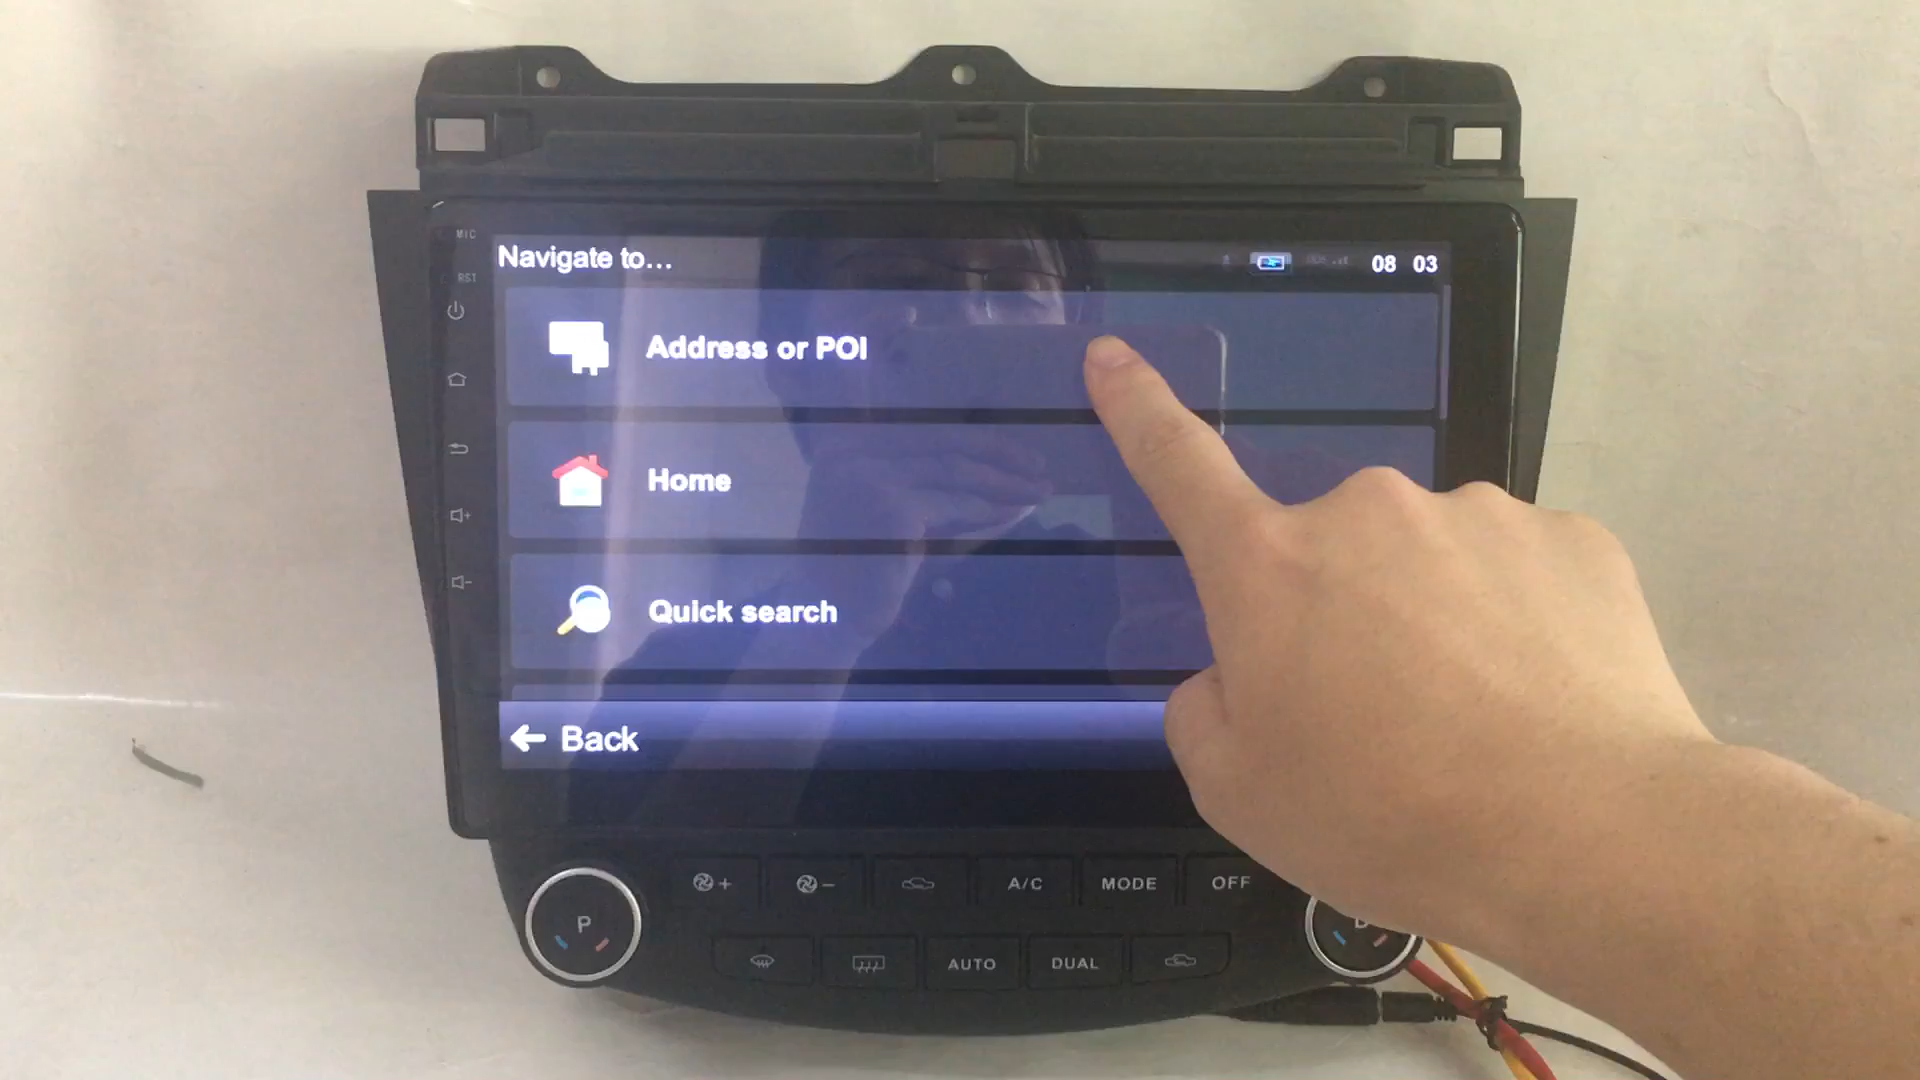 MIC
Navigate to...
08 03
RST
Address or POI
Home
Quick search
Back
A/C
MODE
OFF
P
AUTO
DUAL